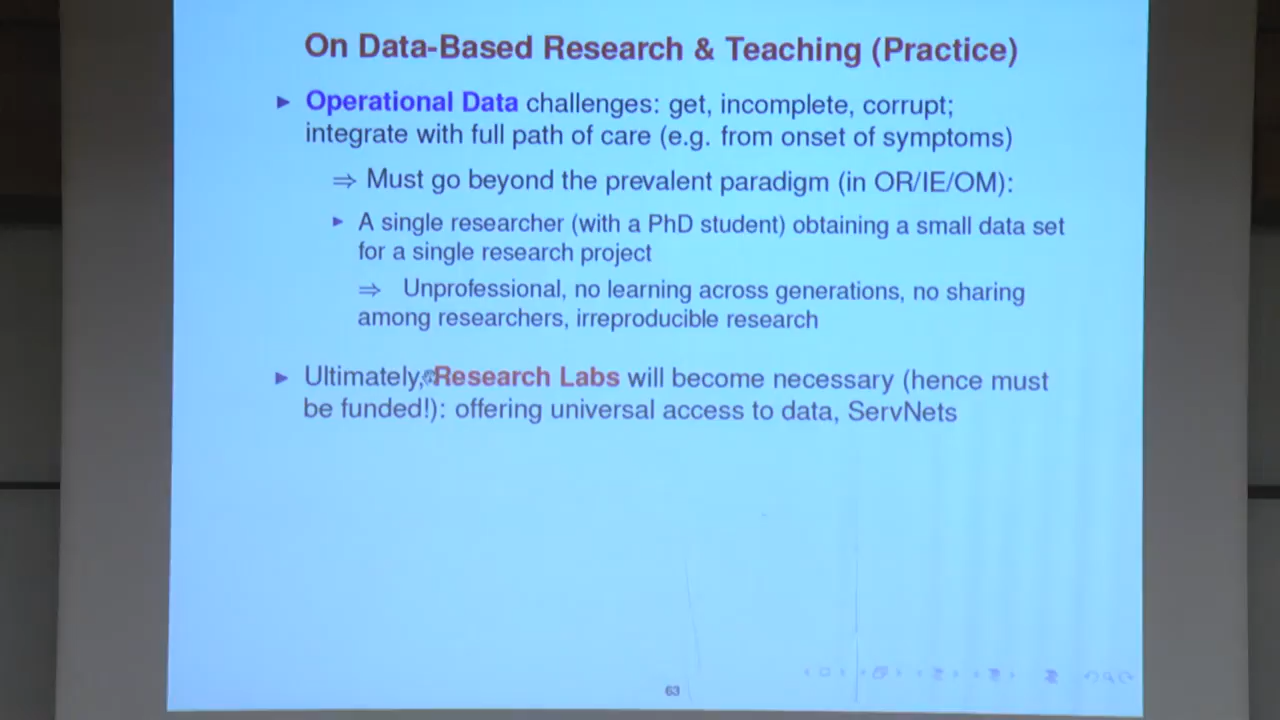 On Data-Based Research & Teaching (Practice)
Operational Data challenges: get, incomplete, corrupt;
integrate with full path of care (e.g. from onset of symptoms)
⇒ Must go beyond the prevalent paradigm (in OR/IE/OM):
A single researcher (with a PhD student) obtaining a small data set
for a single research project
⇒ Unprofessional, no learning across generations, no sharing
among researchers, irreproducible research
Ultimately, Research Labs will become necessary (hence must
be funded!): offering universal access to data, ServNets
63